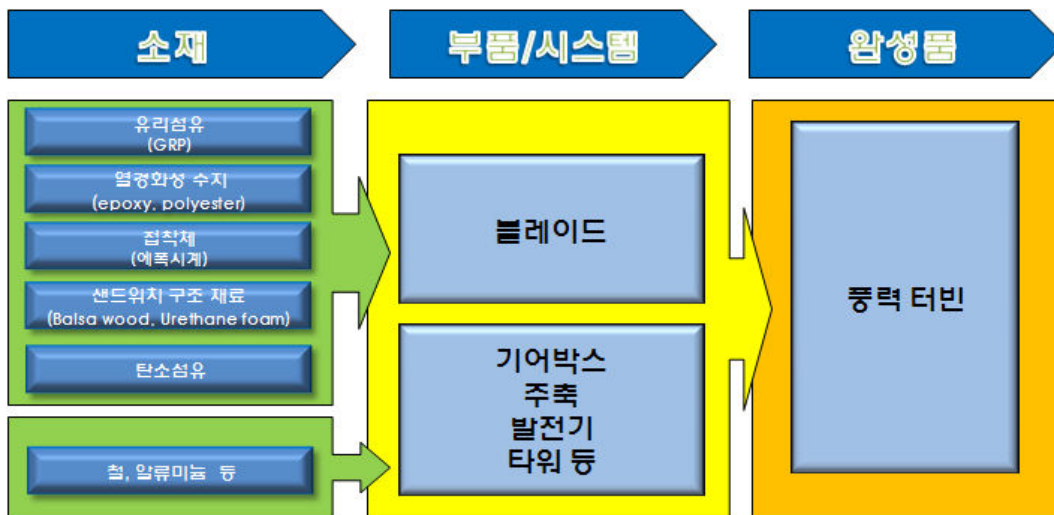 소재
부품/시스템
완성품
유리섬유
(GRP)
열경화성 수지
(epoxy, polyester)
접착체
(에폭시계)
샌드위치 구조 재료
(Balsa wood, Urethane foam)
탄소섬유
철, 알류미늄 등
블레이드
기어박스
주축
발전기
타워 등
풍력 터빈